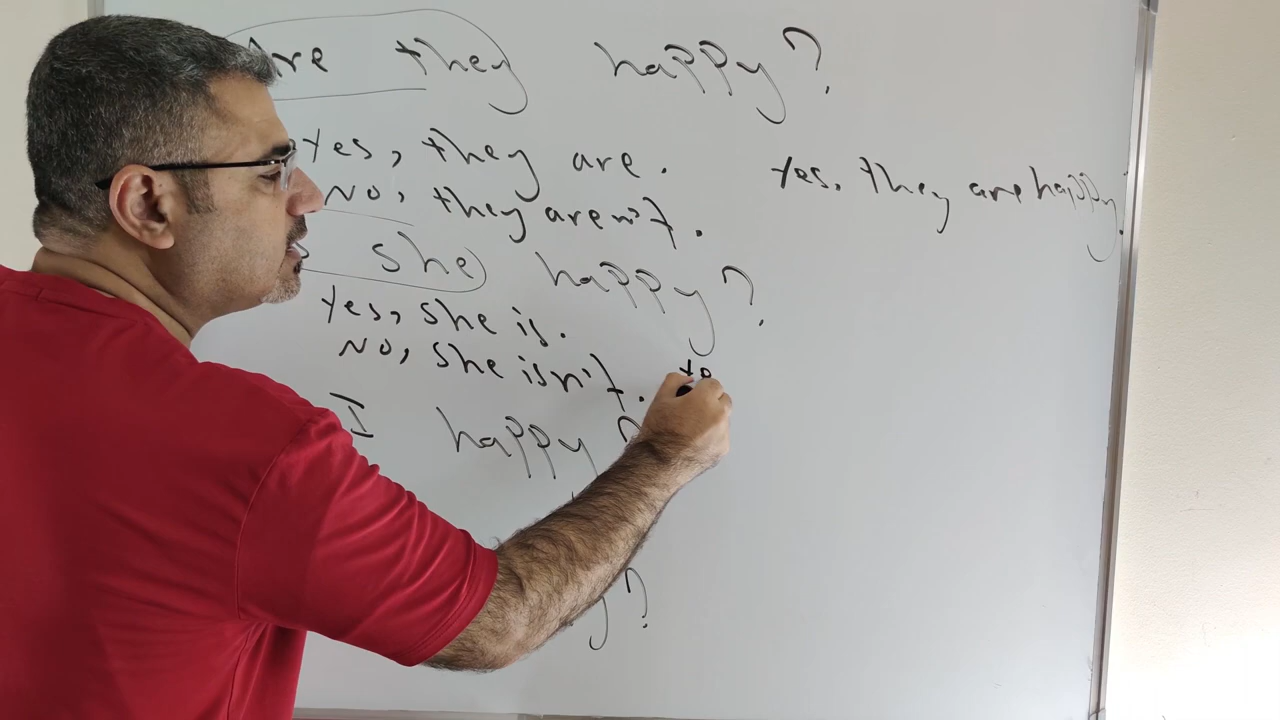 Are they happy?
Yes, they are.
Yes, they are happy.
No, they aren't.
she happy?
Yes, she is.
No, she isn't.
I happy?
?